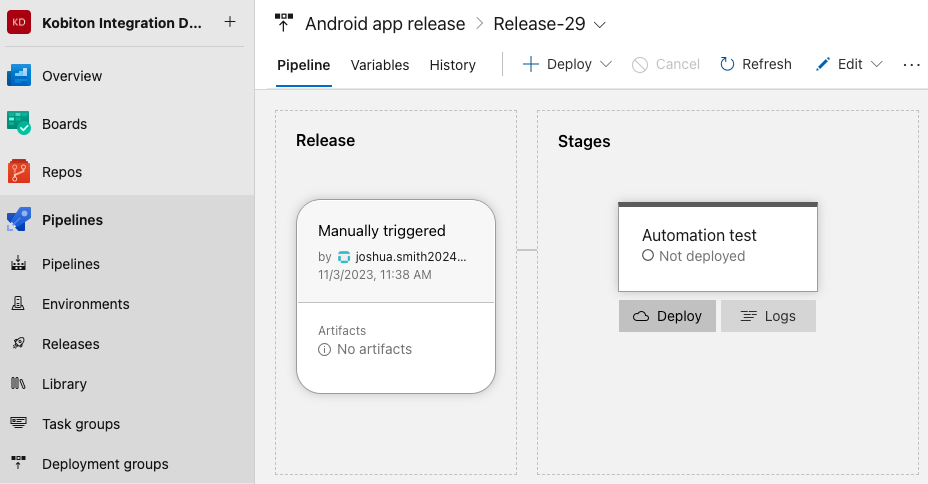 KD Kobiton Integration D... +
Overview
Boards
Repos
Pipelines
Pipelines
Environments
Releases
Library
Task groups
Deployment groups
Android app release > Release-29
Pipeline Variables History Deploy Cancel Refresh Edit ...
Release
Manually triggered
by joshua.smith2024...
11/3/2023, 11:38 AM
Artifacts
No artifacts
Stages
Automation test
Not deployed
Deploy Logs